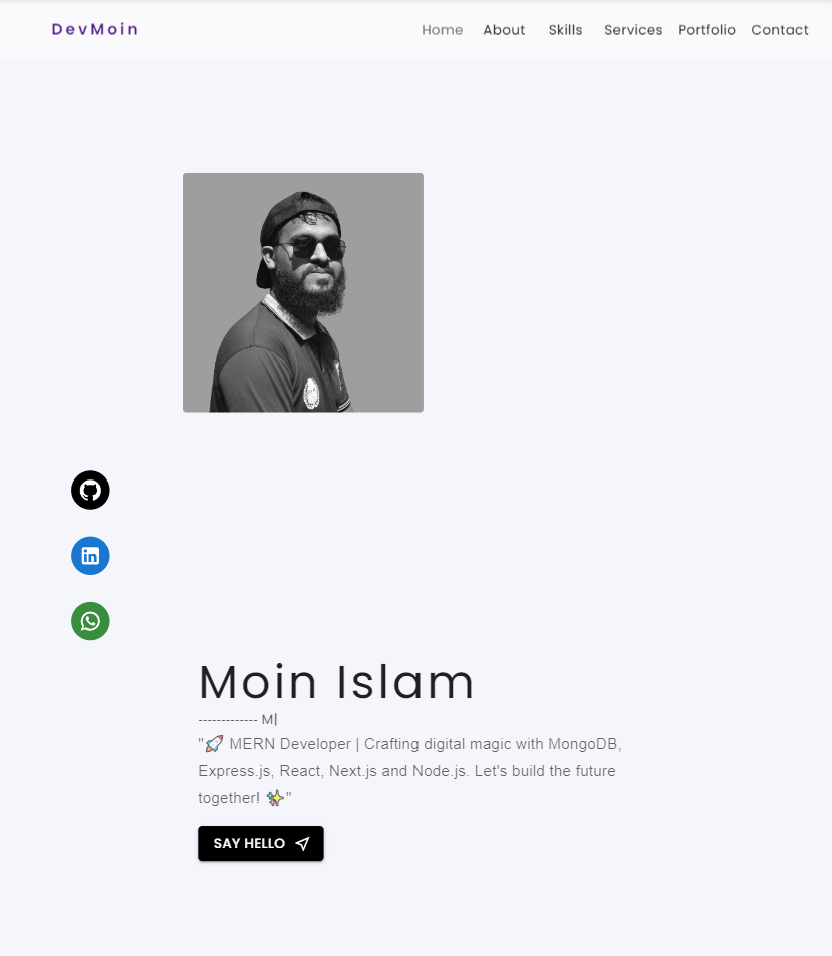 DevMoin
Home About Skills Services Portfolio Contact
Moin Islam
------------- M|
"🚀 MERN Developer | Crafting digital magic with MongoDB,
Express.js, React, Next.js and Node.js. Let's build the future
together! ✨"
SAY HELLO